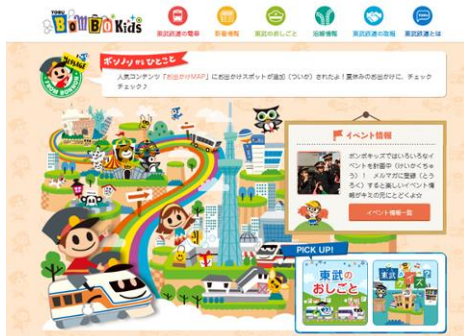 TOBU
BOMBO Kids
東武鉄道の電車
新着情報
東武のおしごと
沿線情報
東武鉄道の取組
東武鉄道とは
ボンノリからひとこと
人気コンテンツ「お出かけMAP」にお出かけスポットが追加（ついか）されたよ！夏休みのお出かけに、チェック
チェック♪
イベント情報
ボンボキッズではいろいろなイ
ベントを計画中（けいかくちゅ
う）！ メルマガに登録（とう
ろく）すると楽しいイベント情
報がキミの元にとどくよ☆
イベント情報一覧
PICK UP!
東武の
おしごと
東武
クイズ